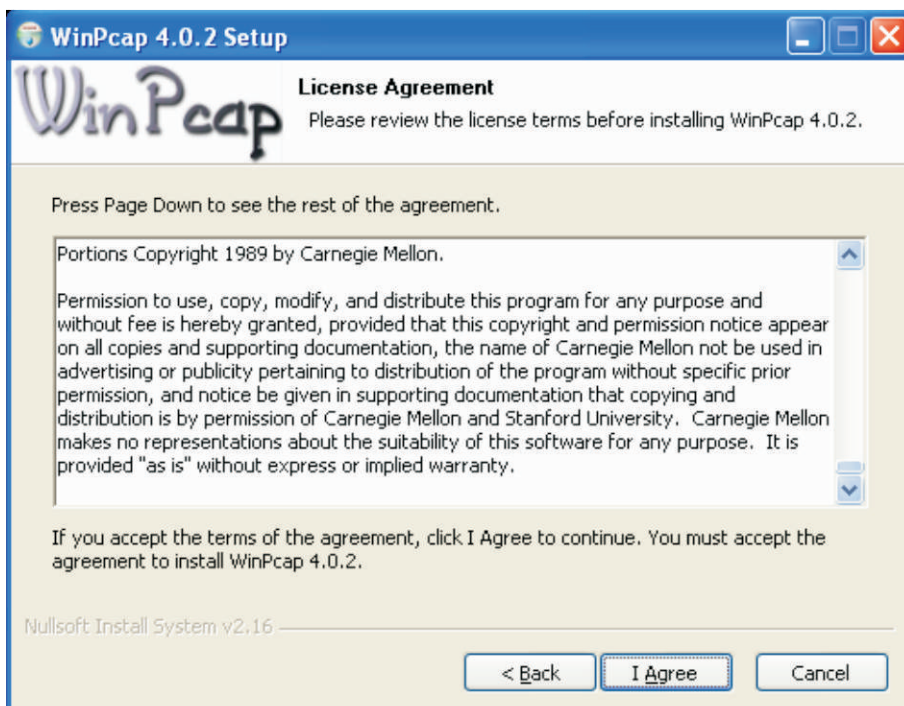 WinPcap 4.0.2 Setup
WinPcap
License Agreement
Please review the license terms before installing WinPcap 4.0.2.
Press Page Down to see the rest of the agreement.
Portions Copyright 1989 by Carnegie Mellon.
Permission to use, copy, modify, and distribute this program for any purpose and
without fee is hereby granted, provided that this copyright and permission notice appear
on all copies and supporting documentation, the name of Carnegie Mellon not be used in
advertising or publicity pertaining to distribution of the program without specific prior
permission, and notice be given in supporting documentation that copying and
distribution is by permission of Carnegie Mellon and Stanford University.  Carnegie Mellon
makes no representations about the suitability of this software for any purpose.  It is
provided "as is" without express or implied warranty.
If you accept the terms of the agreement, click I Agree to continue. You must accept the
agreement to install WinPcap 4.0.2.
Nullsoft Install System v2.16
< Back
I Agree
Cancel